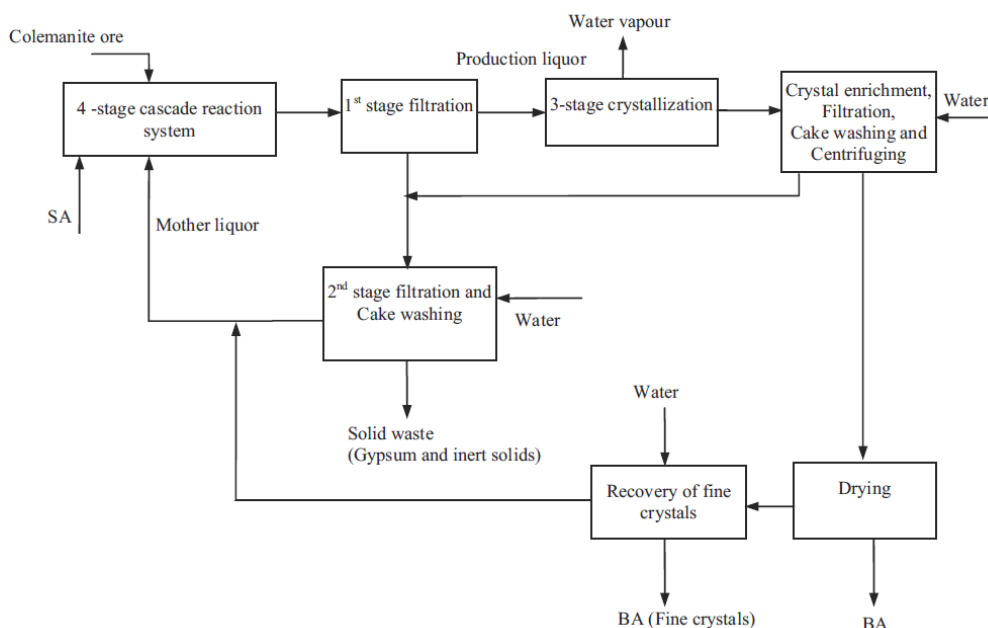 Water vapour
Colemanite ore
Production liquor
4 -stage cascade reaction
system
1st stage filtration
3-stage crystallization
Crystal enrichment,
Filtration,
Cake washing and
Centrifuging
Water
SA
Mother liquor
2nd stage filtration and
Cake washing
Water
Solid waste
(Gypsum and inert solids)
Water
Recovery of fine
crystals
Drying
BA (Fine crystals)
BA